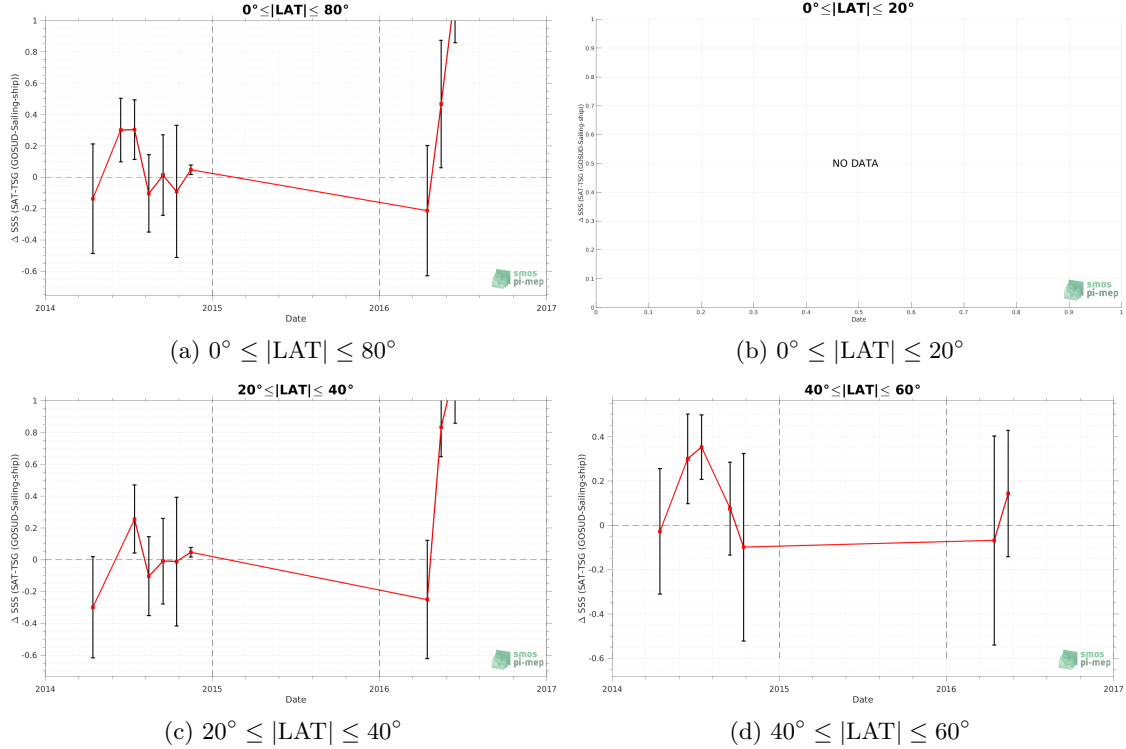 0°≤|LAT|≤ 80°
1
0.8
0.6
0.4
0.2
0
-0.2
-0.4
-0.6
Δ SSS (SAT-TSG (GOSUD-Sailing-ship))
2014
2015
2016
2017
Date
smos
pi-mep
(a) 0° ≤ |LAT| ≤ 80°
0°≤|LAT|≤ 20°
1
0.9
0.8
0.7
0.6
0.5
0.4
0.3
0.2
0.1
0
Δ SSS (SAT-TSG (GOSUD-Sailing-ship))
NO DATA
0
0.1
0.2
0.3
0.4
0.5
0.6
0.7
0.8
0.9
1
Date
smos
pi-mep
(b) 0° ≤ |LAT| ≤ 20°
20°≤|LAT|≤ 40°
1
0.8
0.6
0.4
0.2
0
-0.2
-0.4
-0.6
Δ SSS (SAT-TSG (GOSUD-Sailing-ship))
2014
2015
2016
2017
Date
smos
pi-mep
(c) 20° ≤ |LAT| ≤ 40°
40°≤|LAT|≤ 60°
0.4
0.2
0
-0.2
-0.4
-0.6
Δ SSS (SAT-TSG (GOSUD-Sailing-ship))
2014
2015
2016
2017
Date
smos
pi-mep
(d) 40° ≤ |LAT| ≤ 60°